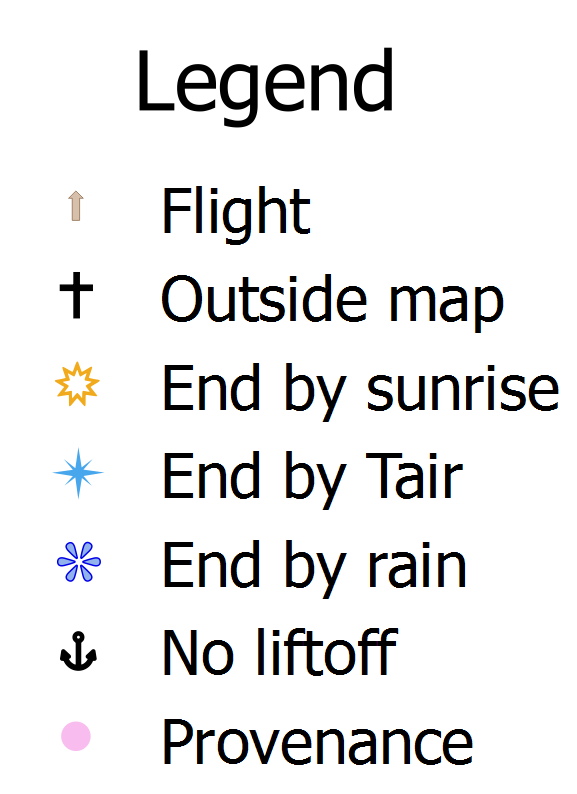 Legend
Flight
Outside map
End by sunrise
End by Tair
End by rain
No liftoff
Provenance